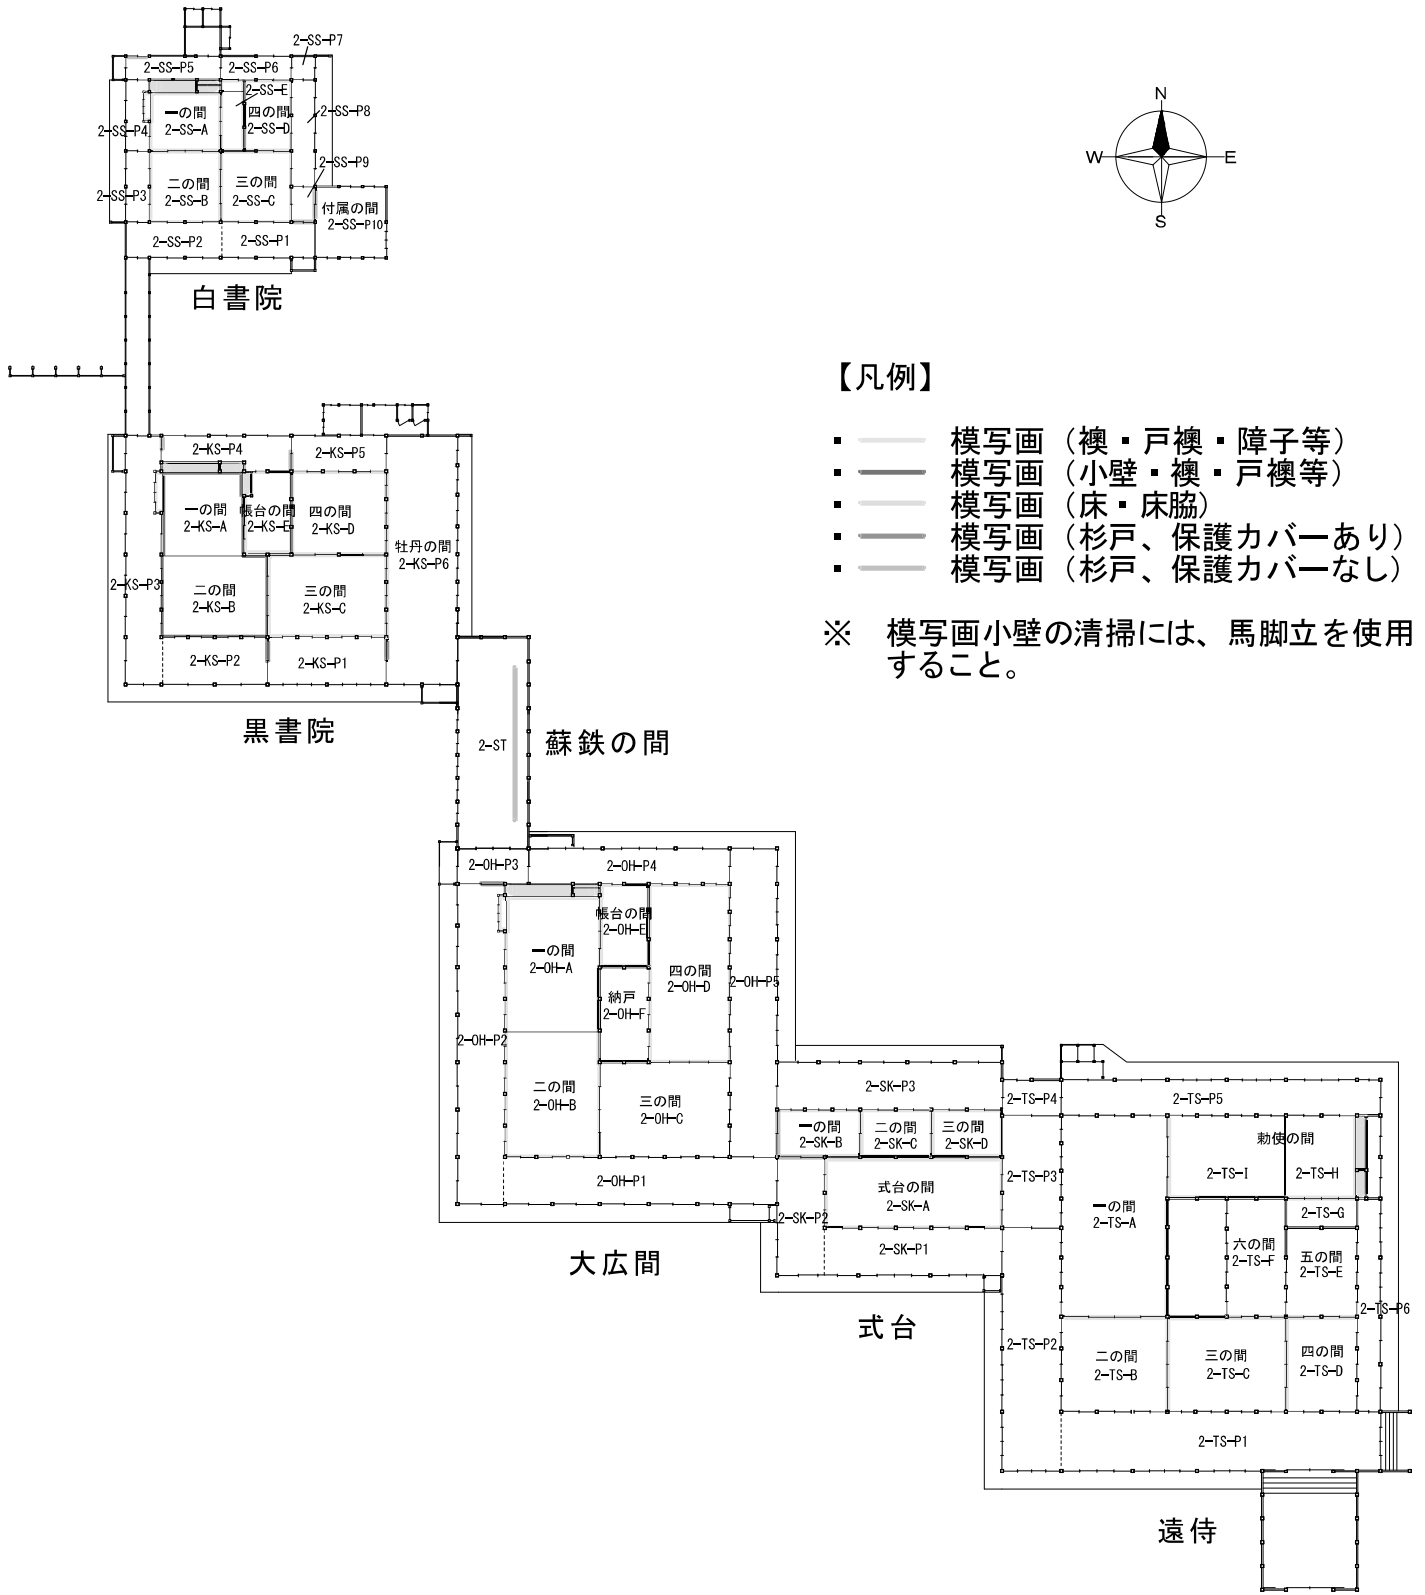 2-SS-P7
2-SS-P5
2-SS-P6
2-SS-E
一の間
2-SS-A
四の間
2-SS-D
2-SS-P8
2-SS-P4
2-SS-P9
二の間
2-SS-B
三の間
2-SS-C
2-SS-P3
付属の間
2-SS-P10
2-SS-P2
2-SS-P1
白書院
N
W
E
S
【凡例】
▪ 模写画（襖・戸襖・障子等）
▪ 模写画（小壁・襖・戸襖等）
▪ 模写画（床・床脇）
▪ 模写画（杉戸、保護カバーあり）
▪ 模写画（杉戸、保護カバーなし）
※ 模写画小壁の清掃には、馬脚立を使用
すること。
2-KS-P4
2-KS-P5
一の間
2-KS-A
帳台の間
2-KS-E
四の間
2-KS-D
牡丹の間
2-KS-P6
2-KS-P3
二の間
2-KS-B
三の間
2-KS-C
2-KS-P2
2-KS-P1
黒書院
2-ST
蘇鉄の間
2-OH-P3
2-OH-P4
帳台の間
2-OH-E
一の間
2-OH-A
四の間
2-OH-D
2-OH-P5
納戸
2-OH-F
2-OH-P2
二の間
2-OH-B
三の間
2-OH-C
2-OH-P1
大広間
2-SK-P3
一の間
2-SK-B
二の間
2-SK-C
三の間
2-SK-D
式台の間
2-SK-A
2-SK-P2
2-SK-P1
式台
2-TS-P4
2-TS-P5
勅使の間
2-TS-I
2-TS-H
2-TS-P3
一の間
2-TS-A
2-TS-G
六の間
2-TS-F
五の間
2-TS-E
2-TS-P6
2-TS-P2
二の間
2-TS-B
三の間
2-TS-C
四の間
2-TS-D
2-TS-P1
遠侍